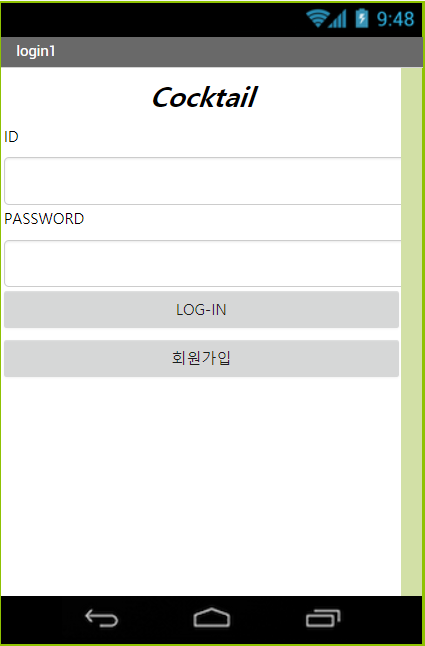 9:48
login1
Cocktail
ID
PASSWORD
LOG-IN
회원가입